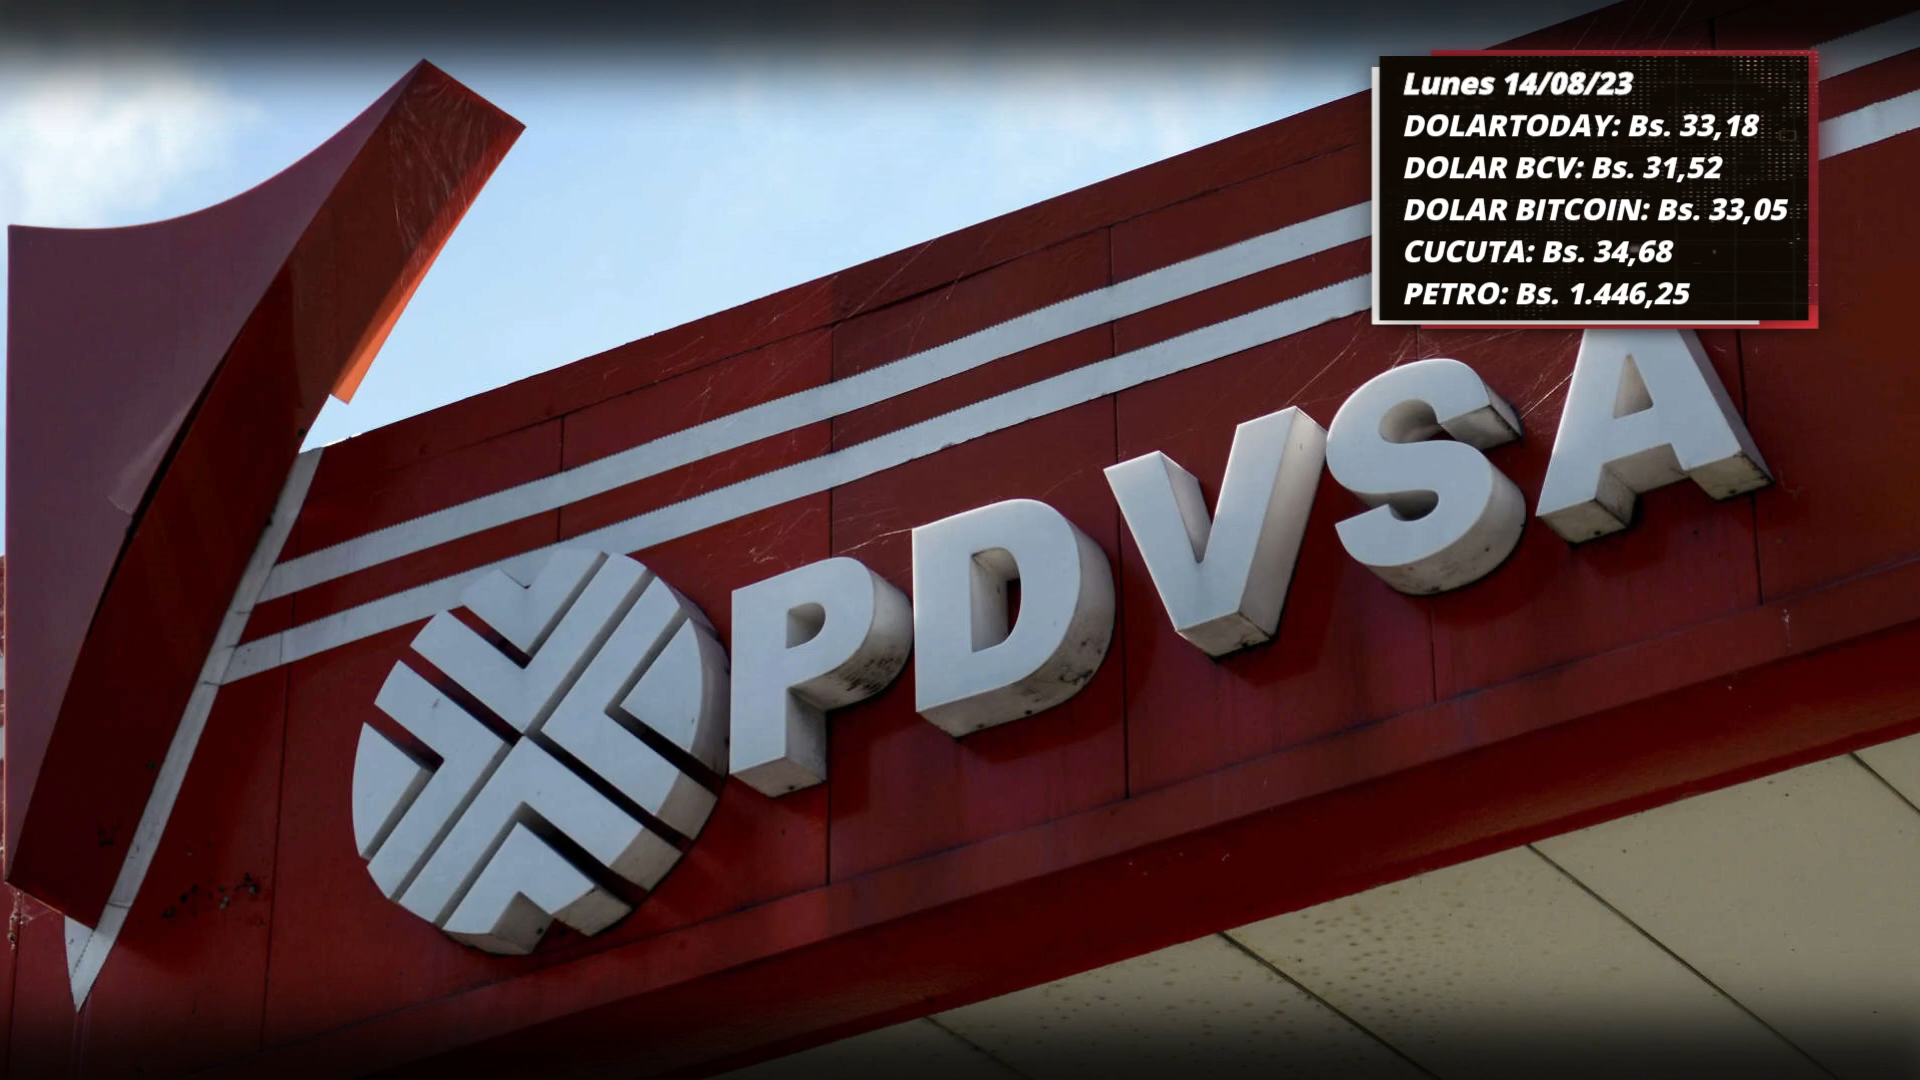 Lunes 14/08/23
DOLARTODAY: Bs. 33,18
DOLAR BCV: Bs. 31,52
DOLAR BITCOIN: Bs. 33,05
CUCUTA: Bs. 34,68
PETRO: Bs. 1.446,25
PDVSA